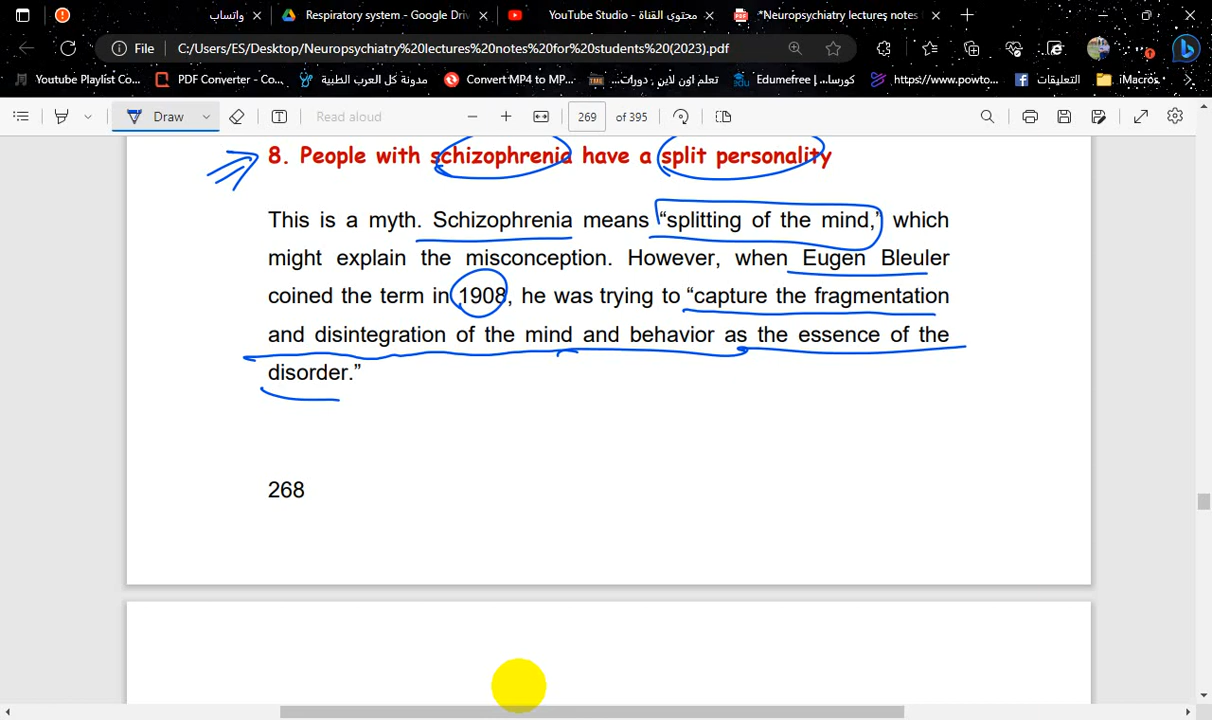 واتساب
Respiratory system - Google Driv
YouTube Studio - محتوى القناة
*Neuropsychiatry lectures notes
File
C:/Users/ES/Desktop/Neuropsychiatry%20lectures%20notes%20for%20students%20(2023).pdf
Youtube Playlist Co...
PDF Converter - Co...
مدونة كل العرب الطبية
Convert MP4 to MP...
تعلم اون لاين , دورات...
Edumefree | كورسا...
https://www.powto...
التعليقات
iMacros
Draw
Read aloud
269 of 395
8. People with schizophrenia have a split personality
This is a myth. Schizophrenia means “splitting of the mind,” which
might explain the misconception. However, when Eugen Bleuler
coined the term in 1908, he was trying to “capture the fragmentation
and disintegration of the mind and behavior as the essence of the
disorder.”
268